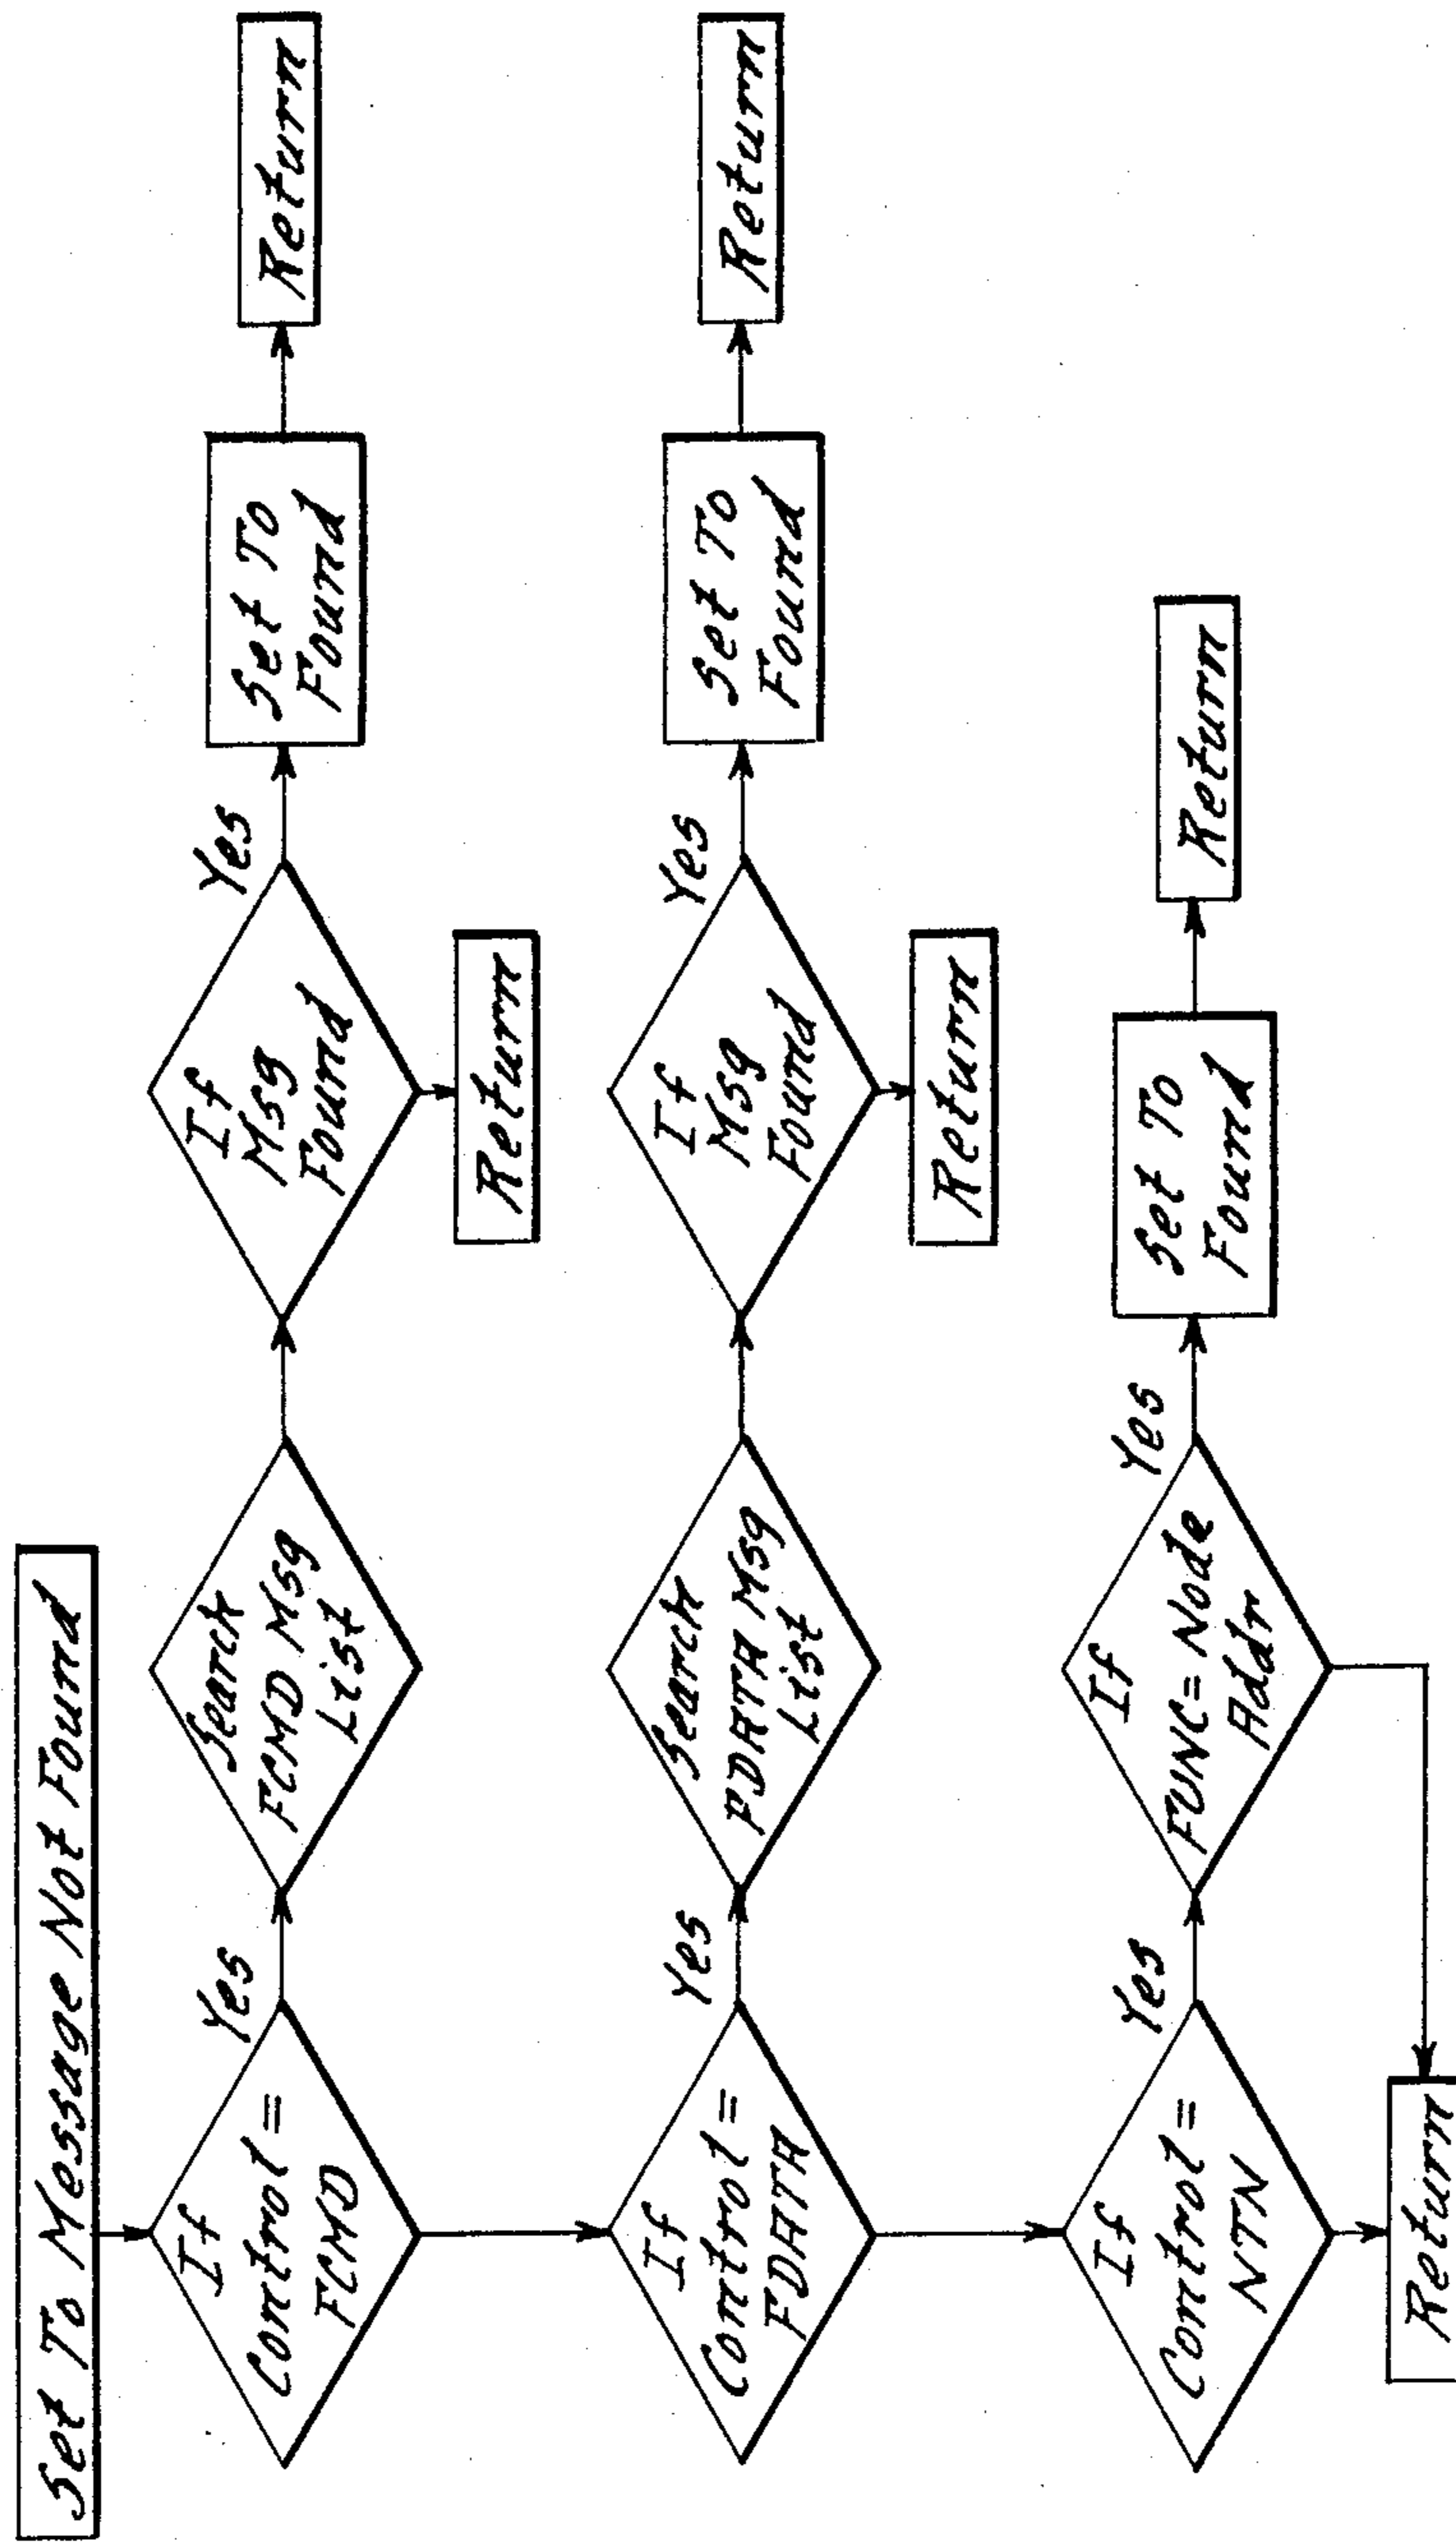 Set To Message Not Found
If
Control =
FCMD
Yes
Search
FCMD Msg
List
If
Msg
Found
Yes
Set To
Found
Return
Return
If
Control =
FDATA
Yes
Search
FDATA Msg
List
If
Msg
Found
Yes
Set To
Found
Return
Return
If
Control =
NTN
Yes
If
FUNC = Node
Addr
Yes
Set To
Found
Return
Return